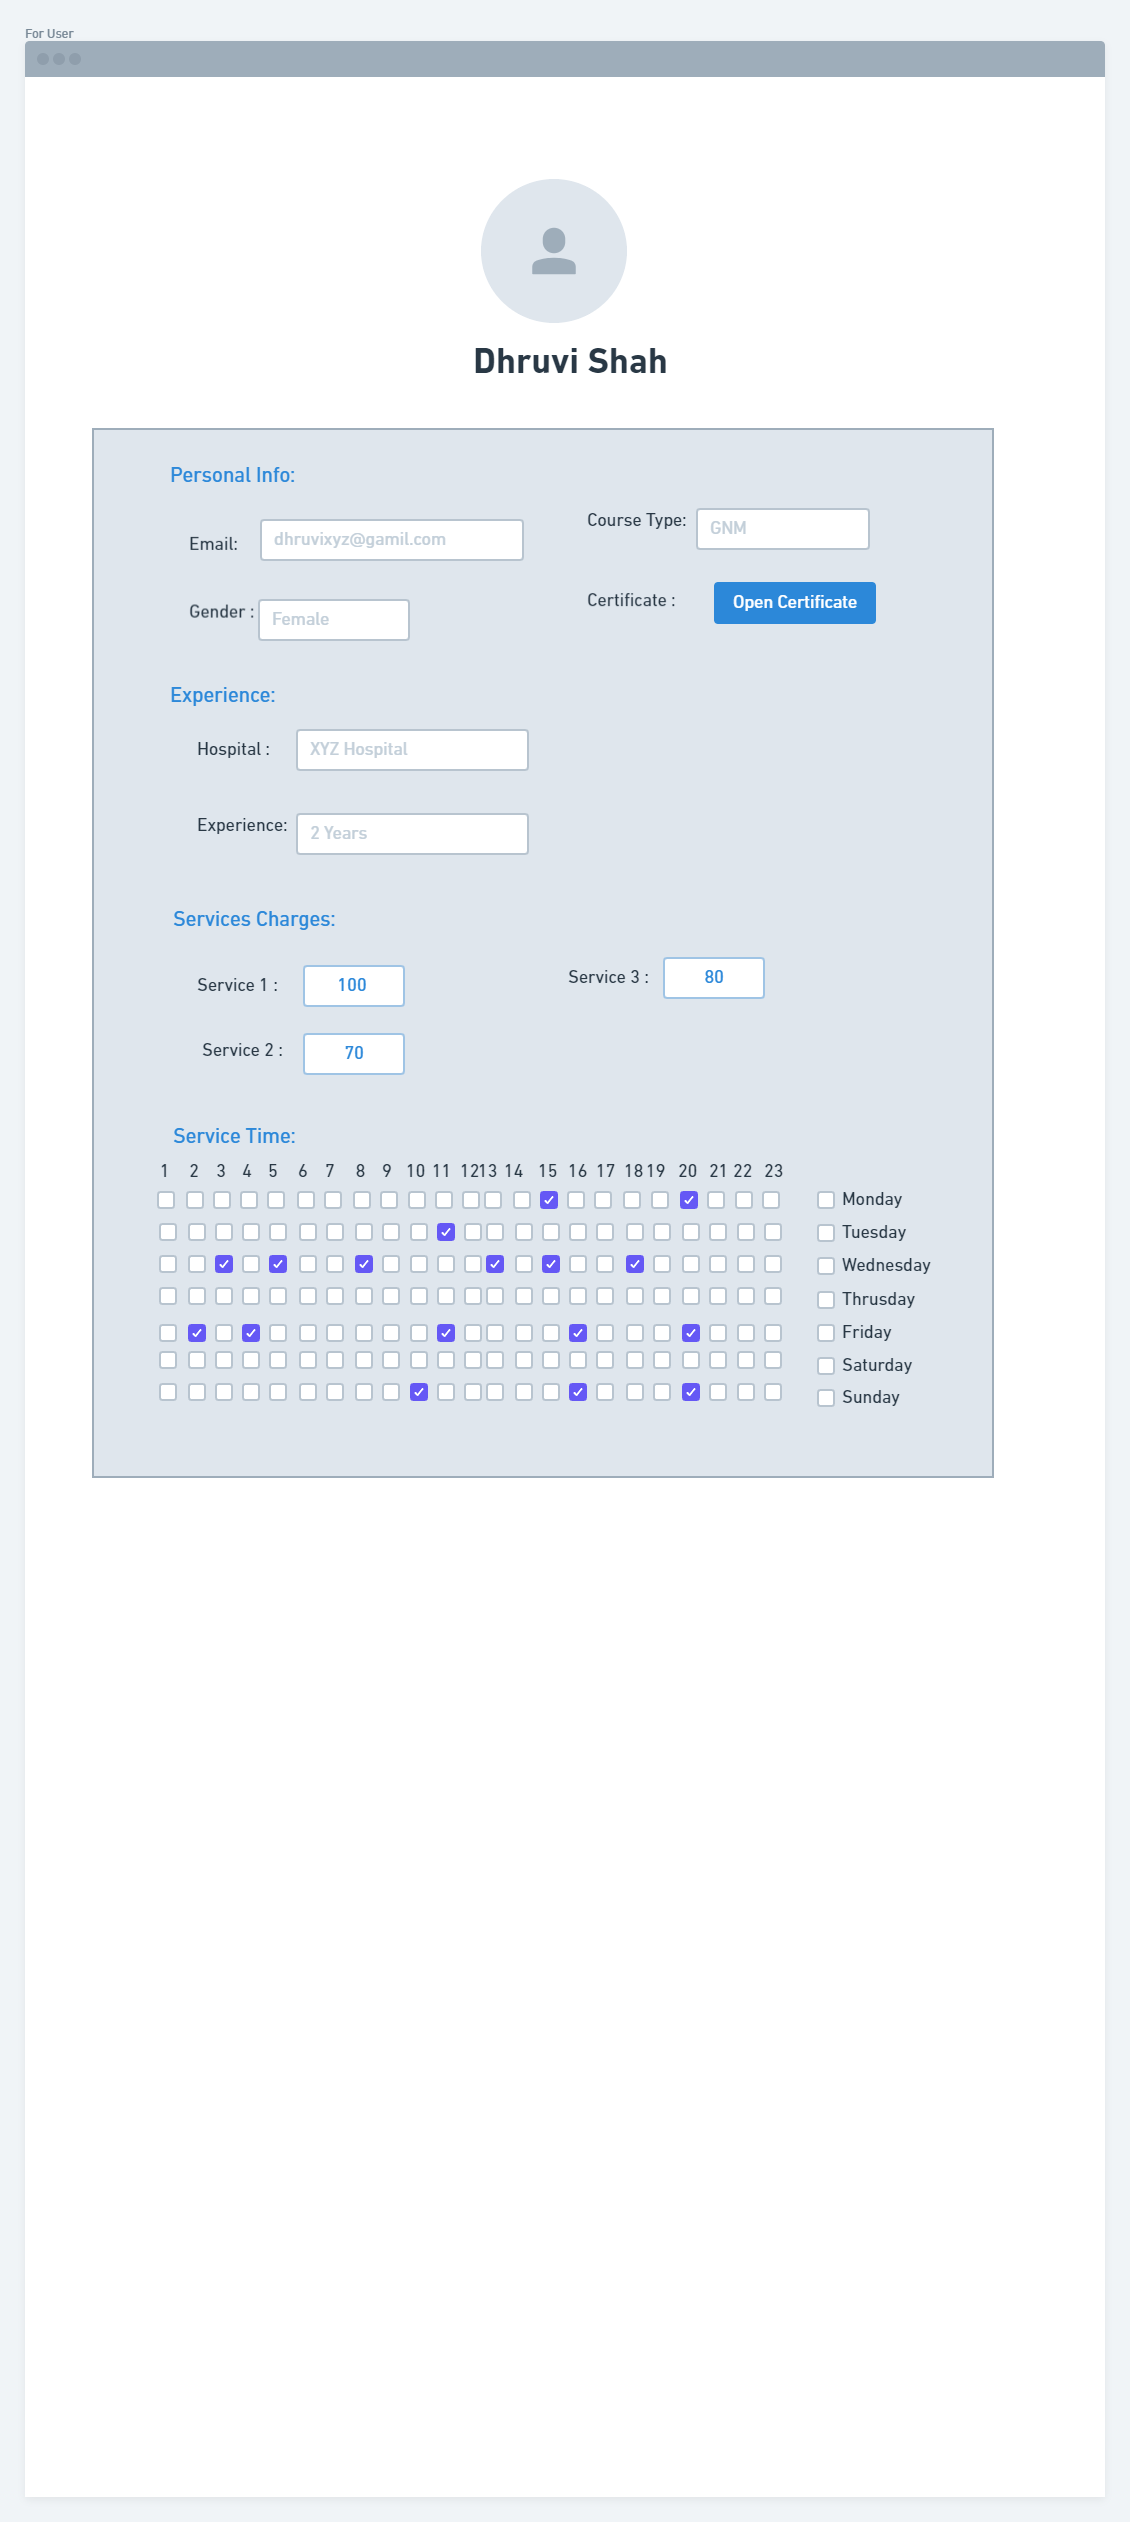 For User
Dhruvi Shah
Personal Info:
Email: dhruvixyz@gamil.com
Course Type: GNM
Gender : Female
Certificate : Open Certificate
Experience:
Hospital : XYZ Hospital
Experience: 2 Years
Services Charges:
Service 1 : 100
Service 3 : 80
Service 2 : 70
Service Time:
1 2 3 4 5 6 7 8 9 10 11 12 13 14 15 16 17 18 19 20 21 22 23
Monday
Tuesday
Wednesday
Thrusday
Friday
Saturday
Sunday